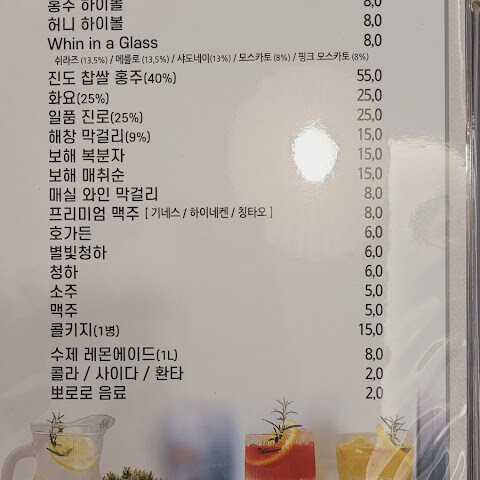 홍주 하이볼 8,0
허니 하이볼 8,0
Whin in a Glass 8,0
쉬라즈 (13,5%) / 메를로 (13,5%) / 샤도네이(13%) / 모스카토 (8%) / 핑크 모스카토 (8%)
진도 찹쌀 홍주(40%) 55,0
화요(25%) 25,0
일품 진로(25%) 25,0
해창 막걸리(9%) 15,0
보해 복분자 15,0
보해 매취순 15,0
매실 와인 막걸리 8,0
프리미엄 맥주 [ 기네스 / 하이네켄 / 칭타오 ] 8,0
호가든 6,0
별빛청하 6,0
청하 6,0
소주 5,0
맥주 5,0
콜키지(1병) 15,0
수제 레몬에이드(1L) 8,0
콜라 / 사이다 / 환타 2,0
뽀로로 음료 2,0